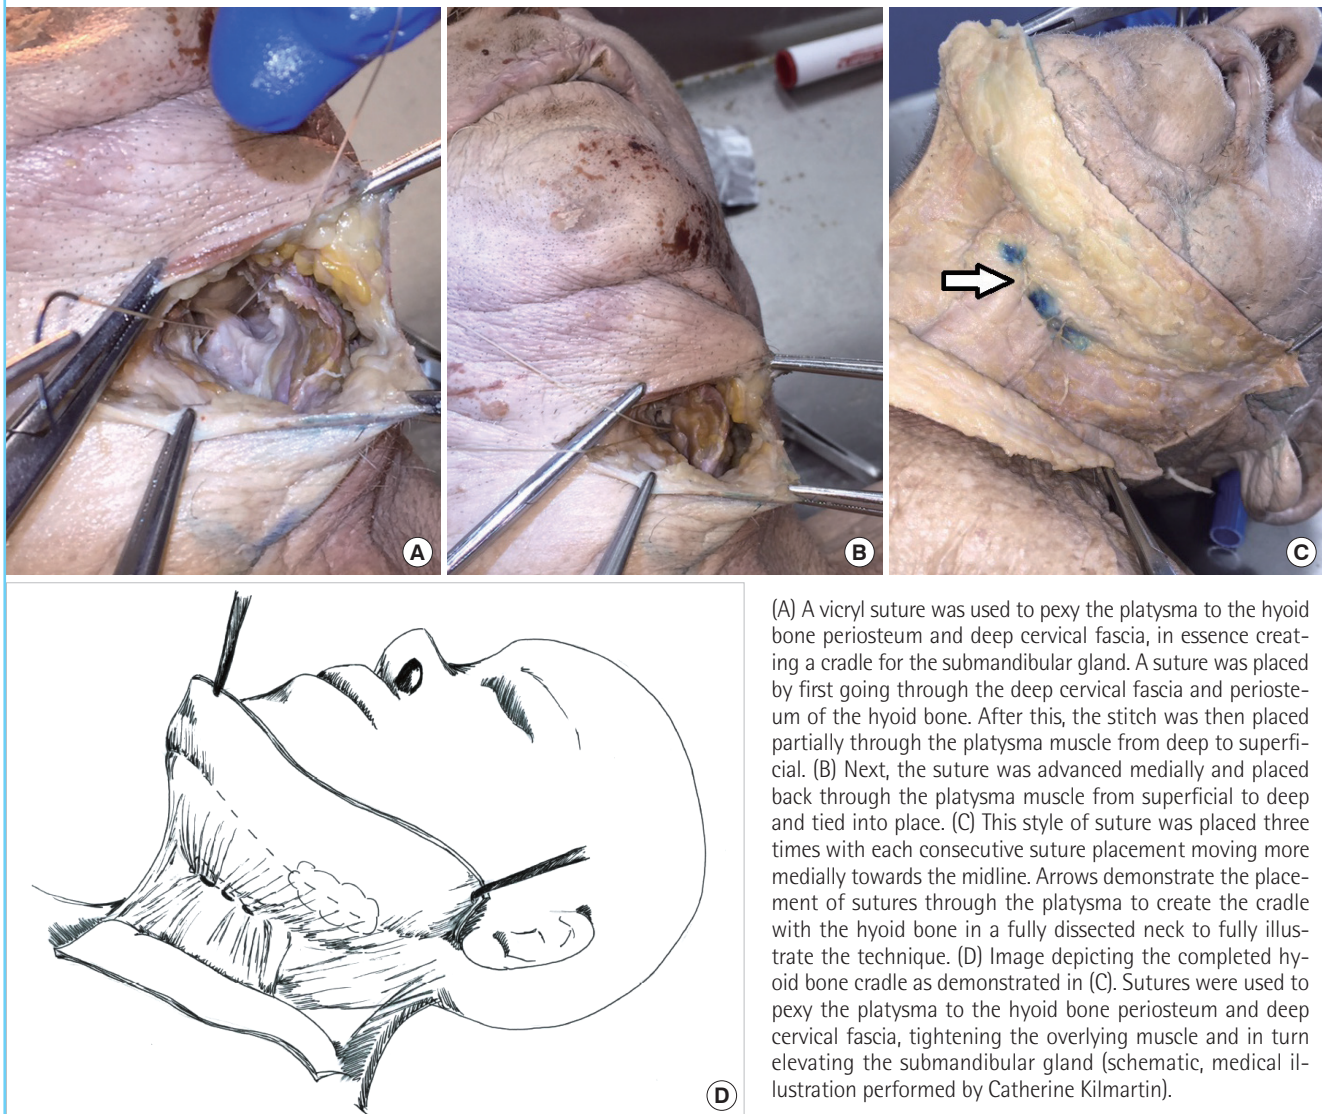 A
B
C
D
(A) A vicryl suture was used to pexy the platysma to the hyoid
bone periosteum and deep cervical fascia, in essence creat-
ing a cradle for the submandibular gland. A suture was placed
by first going through the deep cervical fascia and perioste-
um of the hyoid bone. After this, the stitch was then placed
partially through the platysma muscle from deep to superfi-
cial. (B) Next, the suture was advanced medially and placed
back through the platysma muscle from superficial to deep
and tied into place. (C) This style of suture was placed three
times with each consecutive suture placement moving more
medially towards the midline. Arrows demonstrate the place-
ment of sutures through the platysma to create the cradle
with the hyoid bone in a fully dissected neck to fully illus-
trate the technique. (D) Image depicting the completed hy-
oid bone cradle as demonstrated in (C). Sutures were used to
pexy the platysma to the hyoid bone periosteum and deep
cervical fascia, tightening the overlying muscle and in turn
elevating the submandibular gland (schematic, medical il-
lustration performed by Catherine Kilmartin).